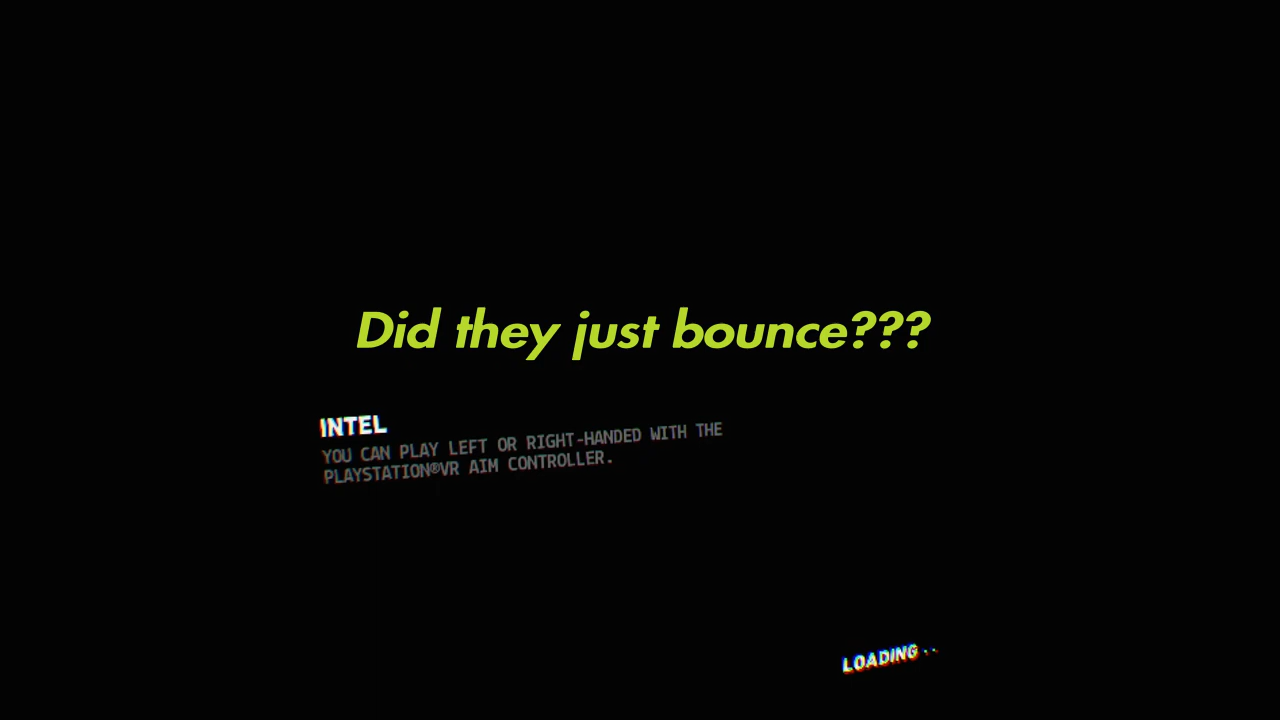 Did they just bounce???
INTEL
YOU CAN PLAY LEFT OR RIGHT-HANDED WITH THE
PLAYSTATION®VR AIM CONTROLLER.
LOADING..